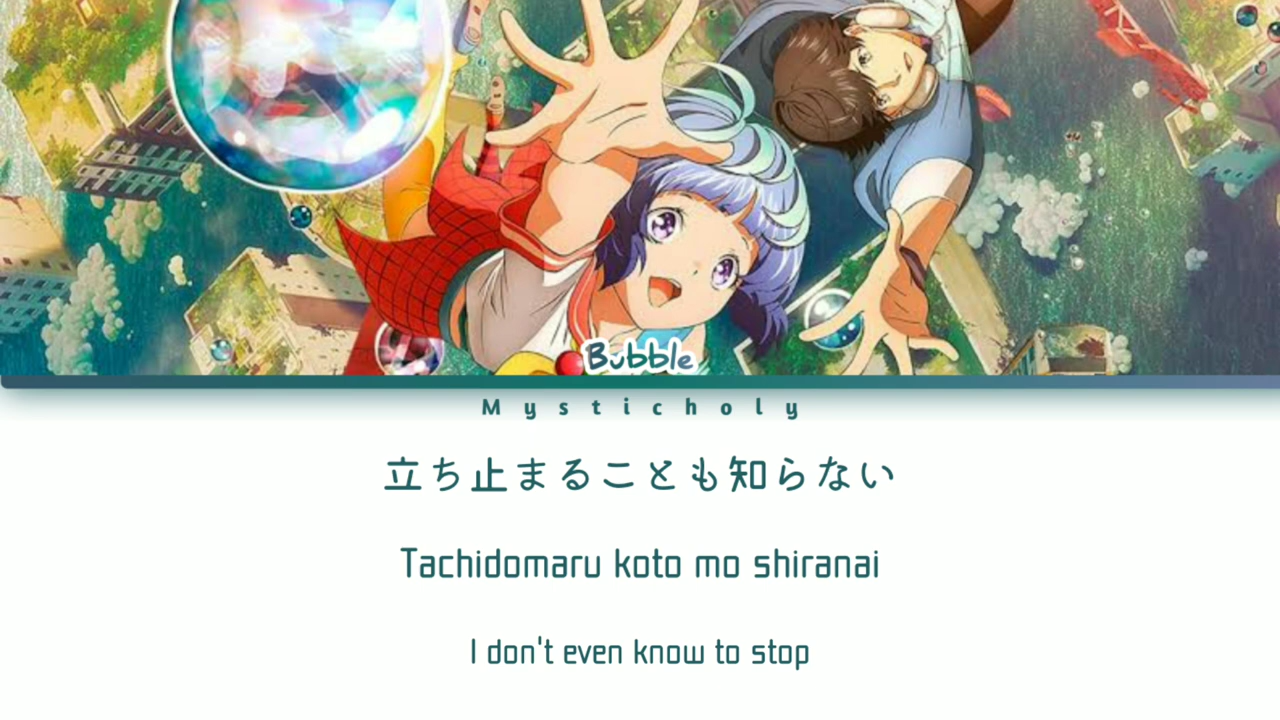 Bubble
Mysticholy
立ち止まることも知らない
Tachidomaru koto mo shiranai
I don't even know to stop